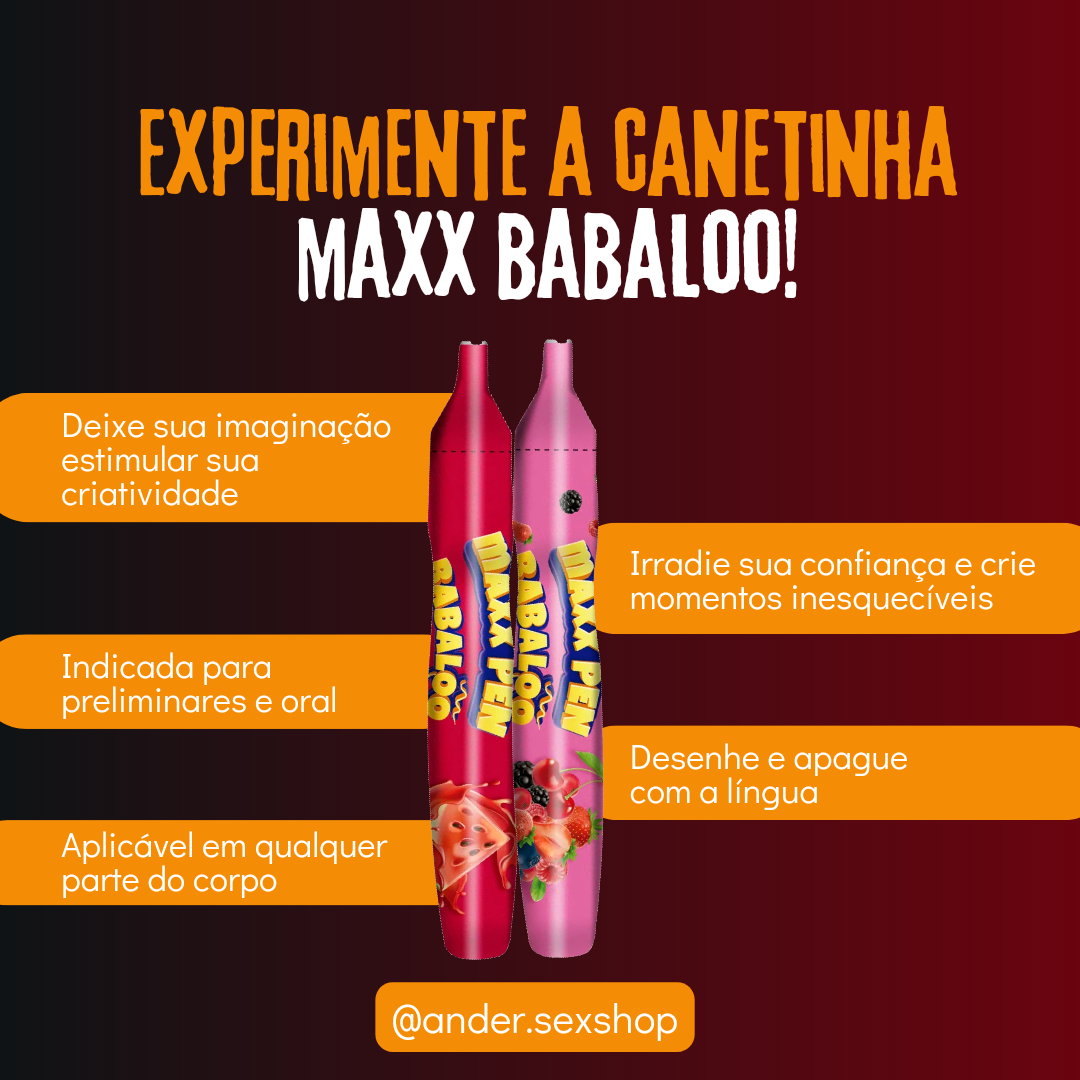 EXPERIMENTE A CANETINHA
MAXX BABALOO!
Deixe sua imaginação
estimular sua
criatividade
Irradie sua confiança e crie
momentos inesquecíveis
Indicada para
preliminares e oral
Desenhe e apague
com a língua
Aplicável em qualquer
parte do corpo
MAXX PEN
BABALOO
MAXX PEN
BABALOO
@ander.sexshop